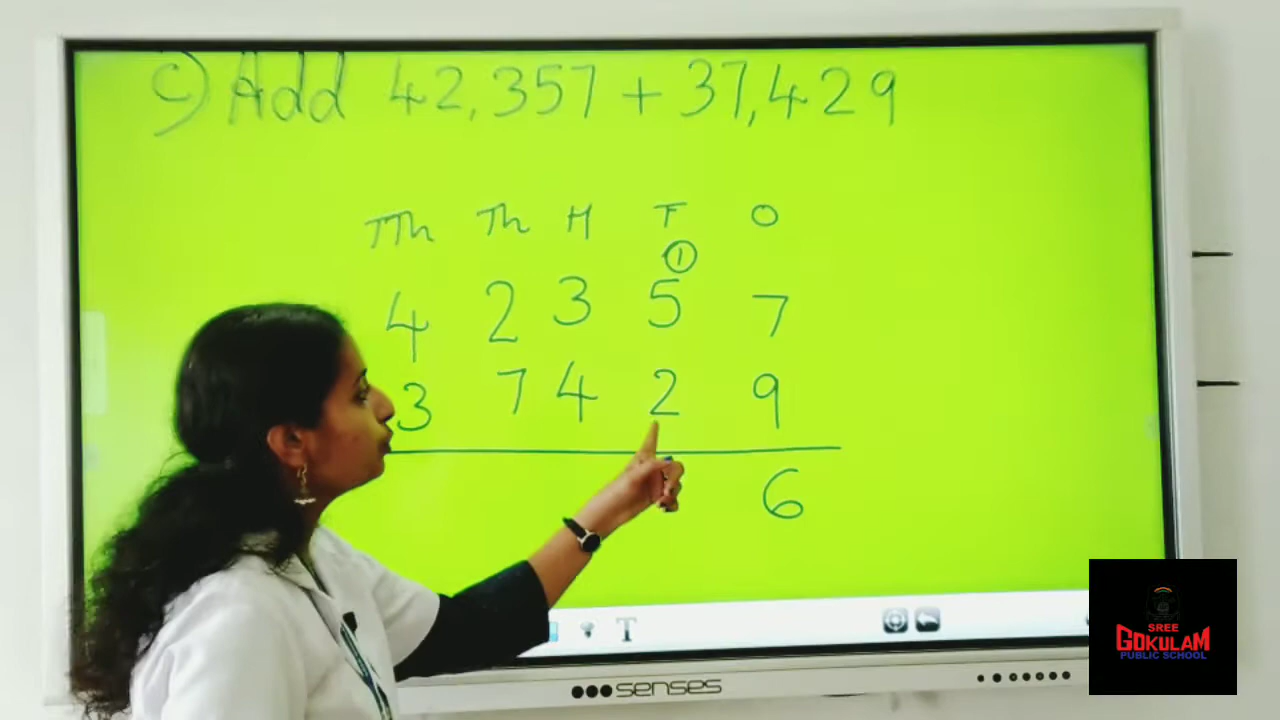 c) Add 42,357 + 37,429
TTh Th H T O
1
4 2 3 5 7
3 7 4 2 9
6
T
senses
SREE
GOKULAM
PUBLIC SCHOOL